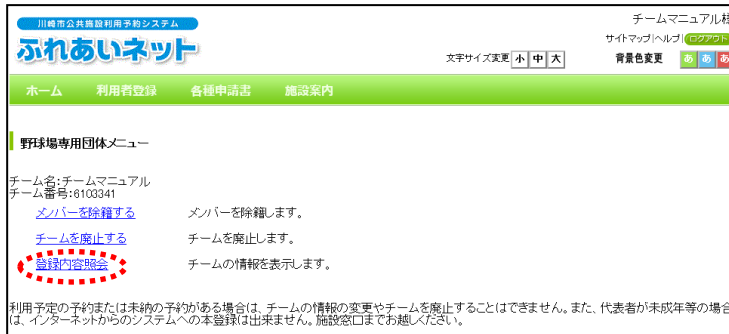 川崎市公共施設利用予約システム
ふれあいネット
チームマニュアル様
サイトマップ|ヘルプ|ログアウト
文字サイズ変更 小 中 大 背景色変更 あ あ あ
ホーム 利用者登録 各種申請書 施設案内
野球場専用団体メニュー
チーム名:チームマニュアル
チーム番号:6103341
メンバーを除籍する メンバーを除籍します。
チームを廃止する チームを廃止します。
登録内容照会 チームの情報を表示します。
利用予定の予約または未納の予約がある場合は、チームの情報の変更やチームを廃止することはできません。また、代表者が未成年等の場合
は、インターネットからのシステムへの本登録は出来ません。施設窓口までお越しください。